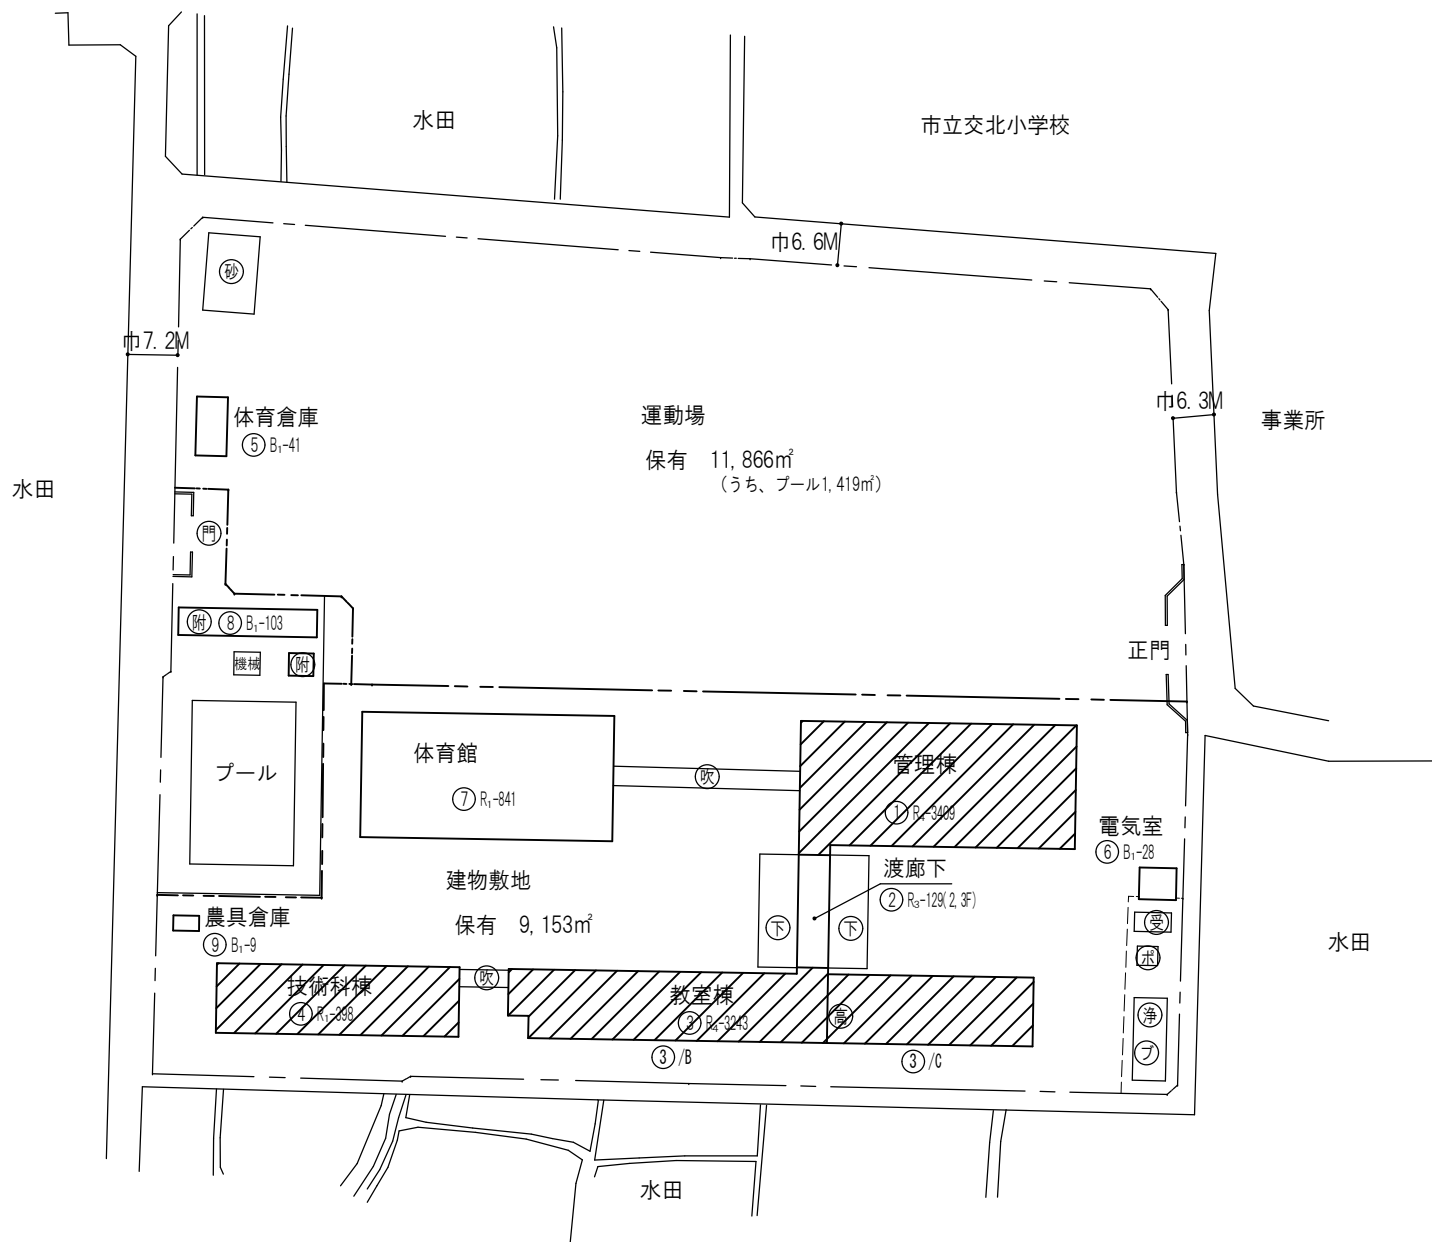 水田
市立交北小学校
巾6.6M
砂
巾7.2M
巾6.3M
体育倉庫
⑤ B₁-41
運動場
保有 11,866㎡
(うち、プール1,419㎡)
事業所
水田
門
附 ⑧ B₁-103
機械
附
正門
プール
体育館
⑦ R₁-841
吹
管理棟
① R₄-3409
電気室
⑥ B₁-28
渡廊下
② R₃-129(2,3F)
建物敷地
保有 9,153㎡
下
下
農具倉庫
⑨ B₁-9
受
ポ
浄
ブ
水田
技術科棟
④ R₁-398
吹
教室棟
③ R₄-3243
高
③/B
③/C
水田